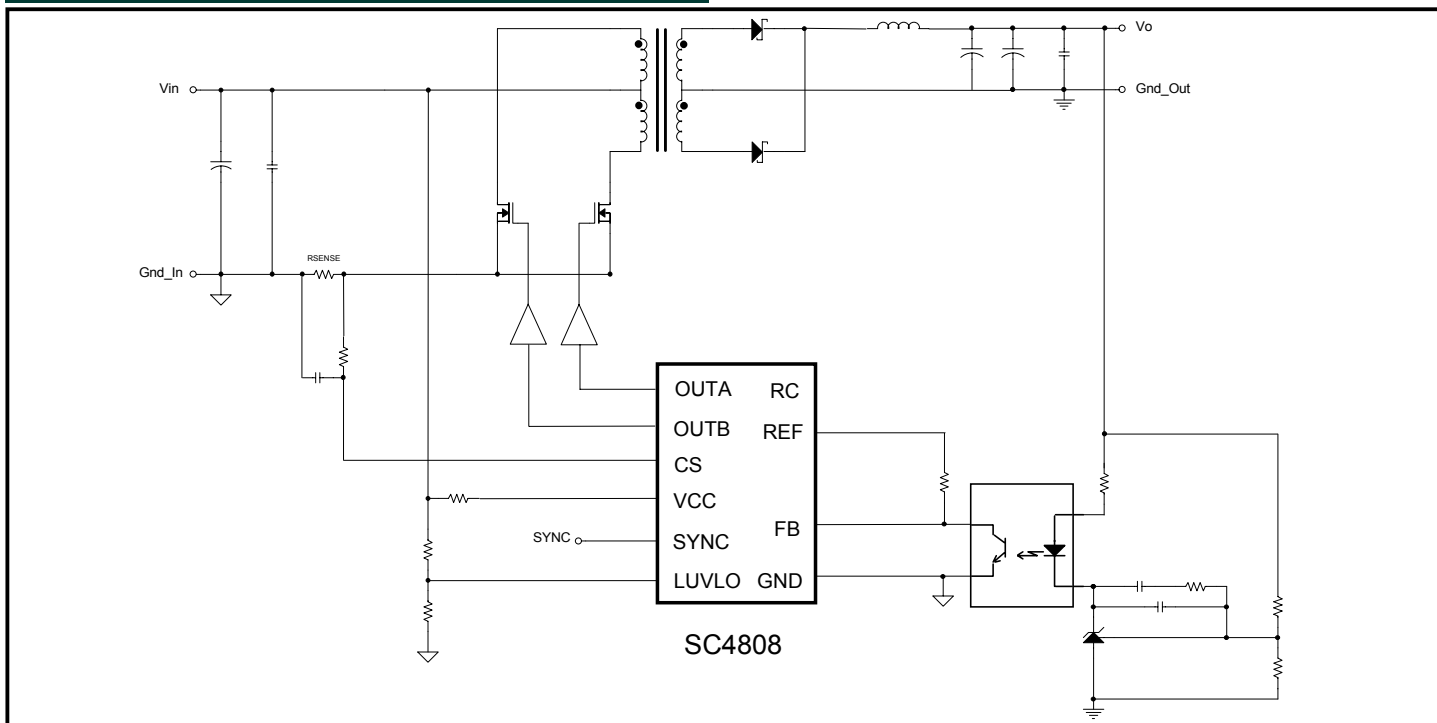 Vo
Vin
Gnd_Out
Gnd_In
RSENSE
OUTA
RC
OUTB
REF
CS
VCC
FB
SYNC
SYNC
LUVLO
GND
SC4808